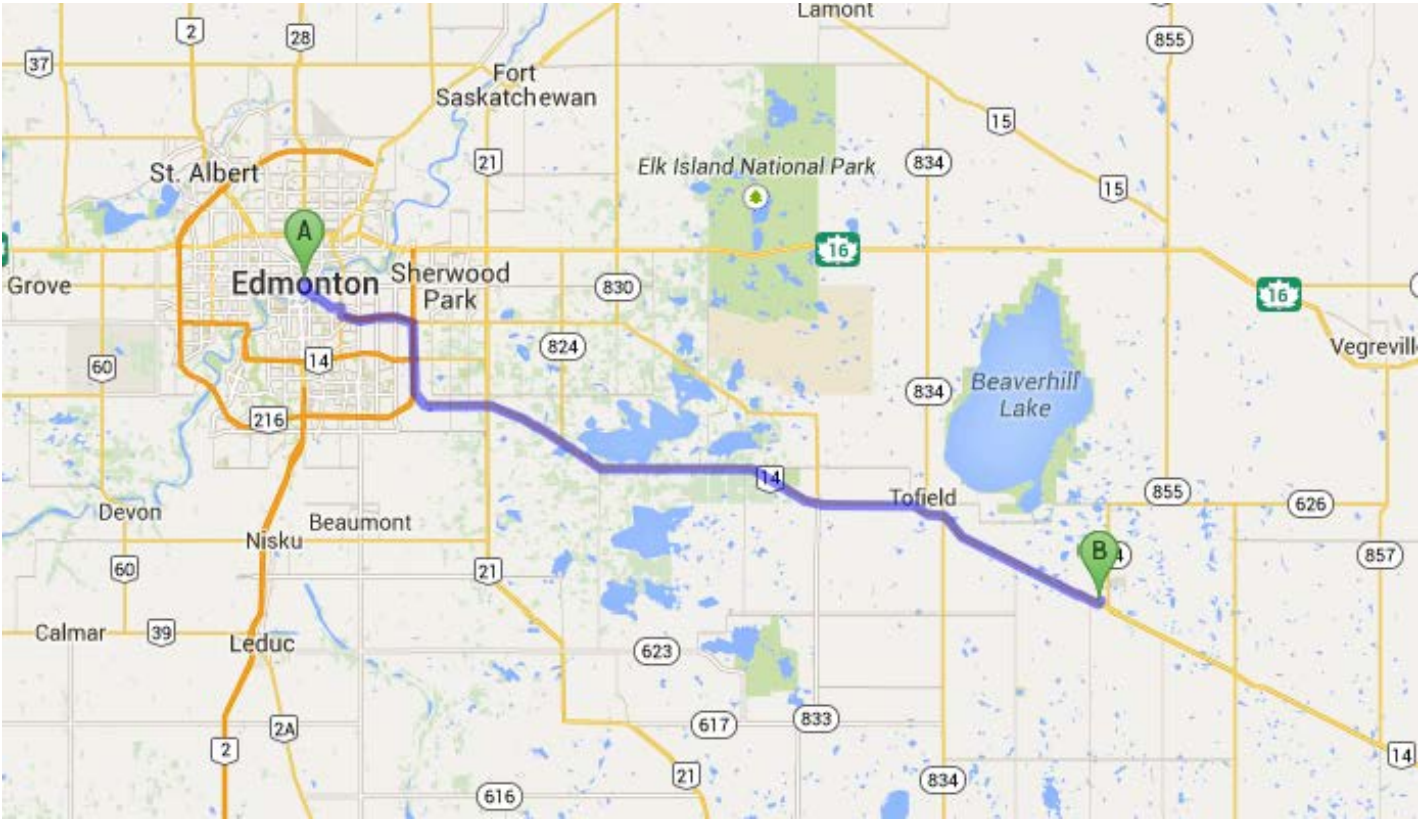 Lamont
2
28
855
37
Fort
Saskatchewan
15
21
834
St. Albert
Elk Island National Park
15
A
16
Edmonton
Sherwood
Park
Grove
830
16
824
Vegreville
14
60
834
Beaverhill
Lake
216
14
Tofield
855
626
Devon
Beaumont
Nisku
B
4
857
60
21
Calmar
39
Leduc
623
617
833
2A
2
14
21
834
616